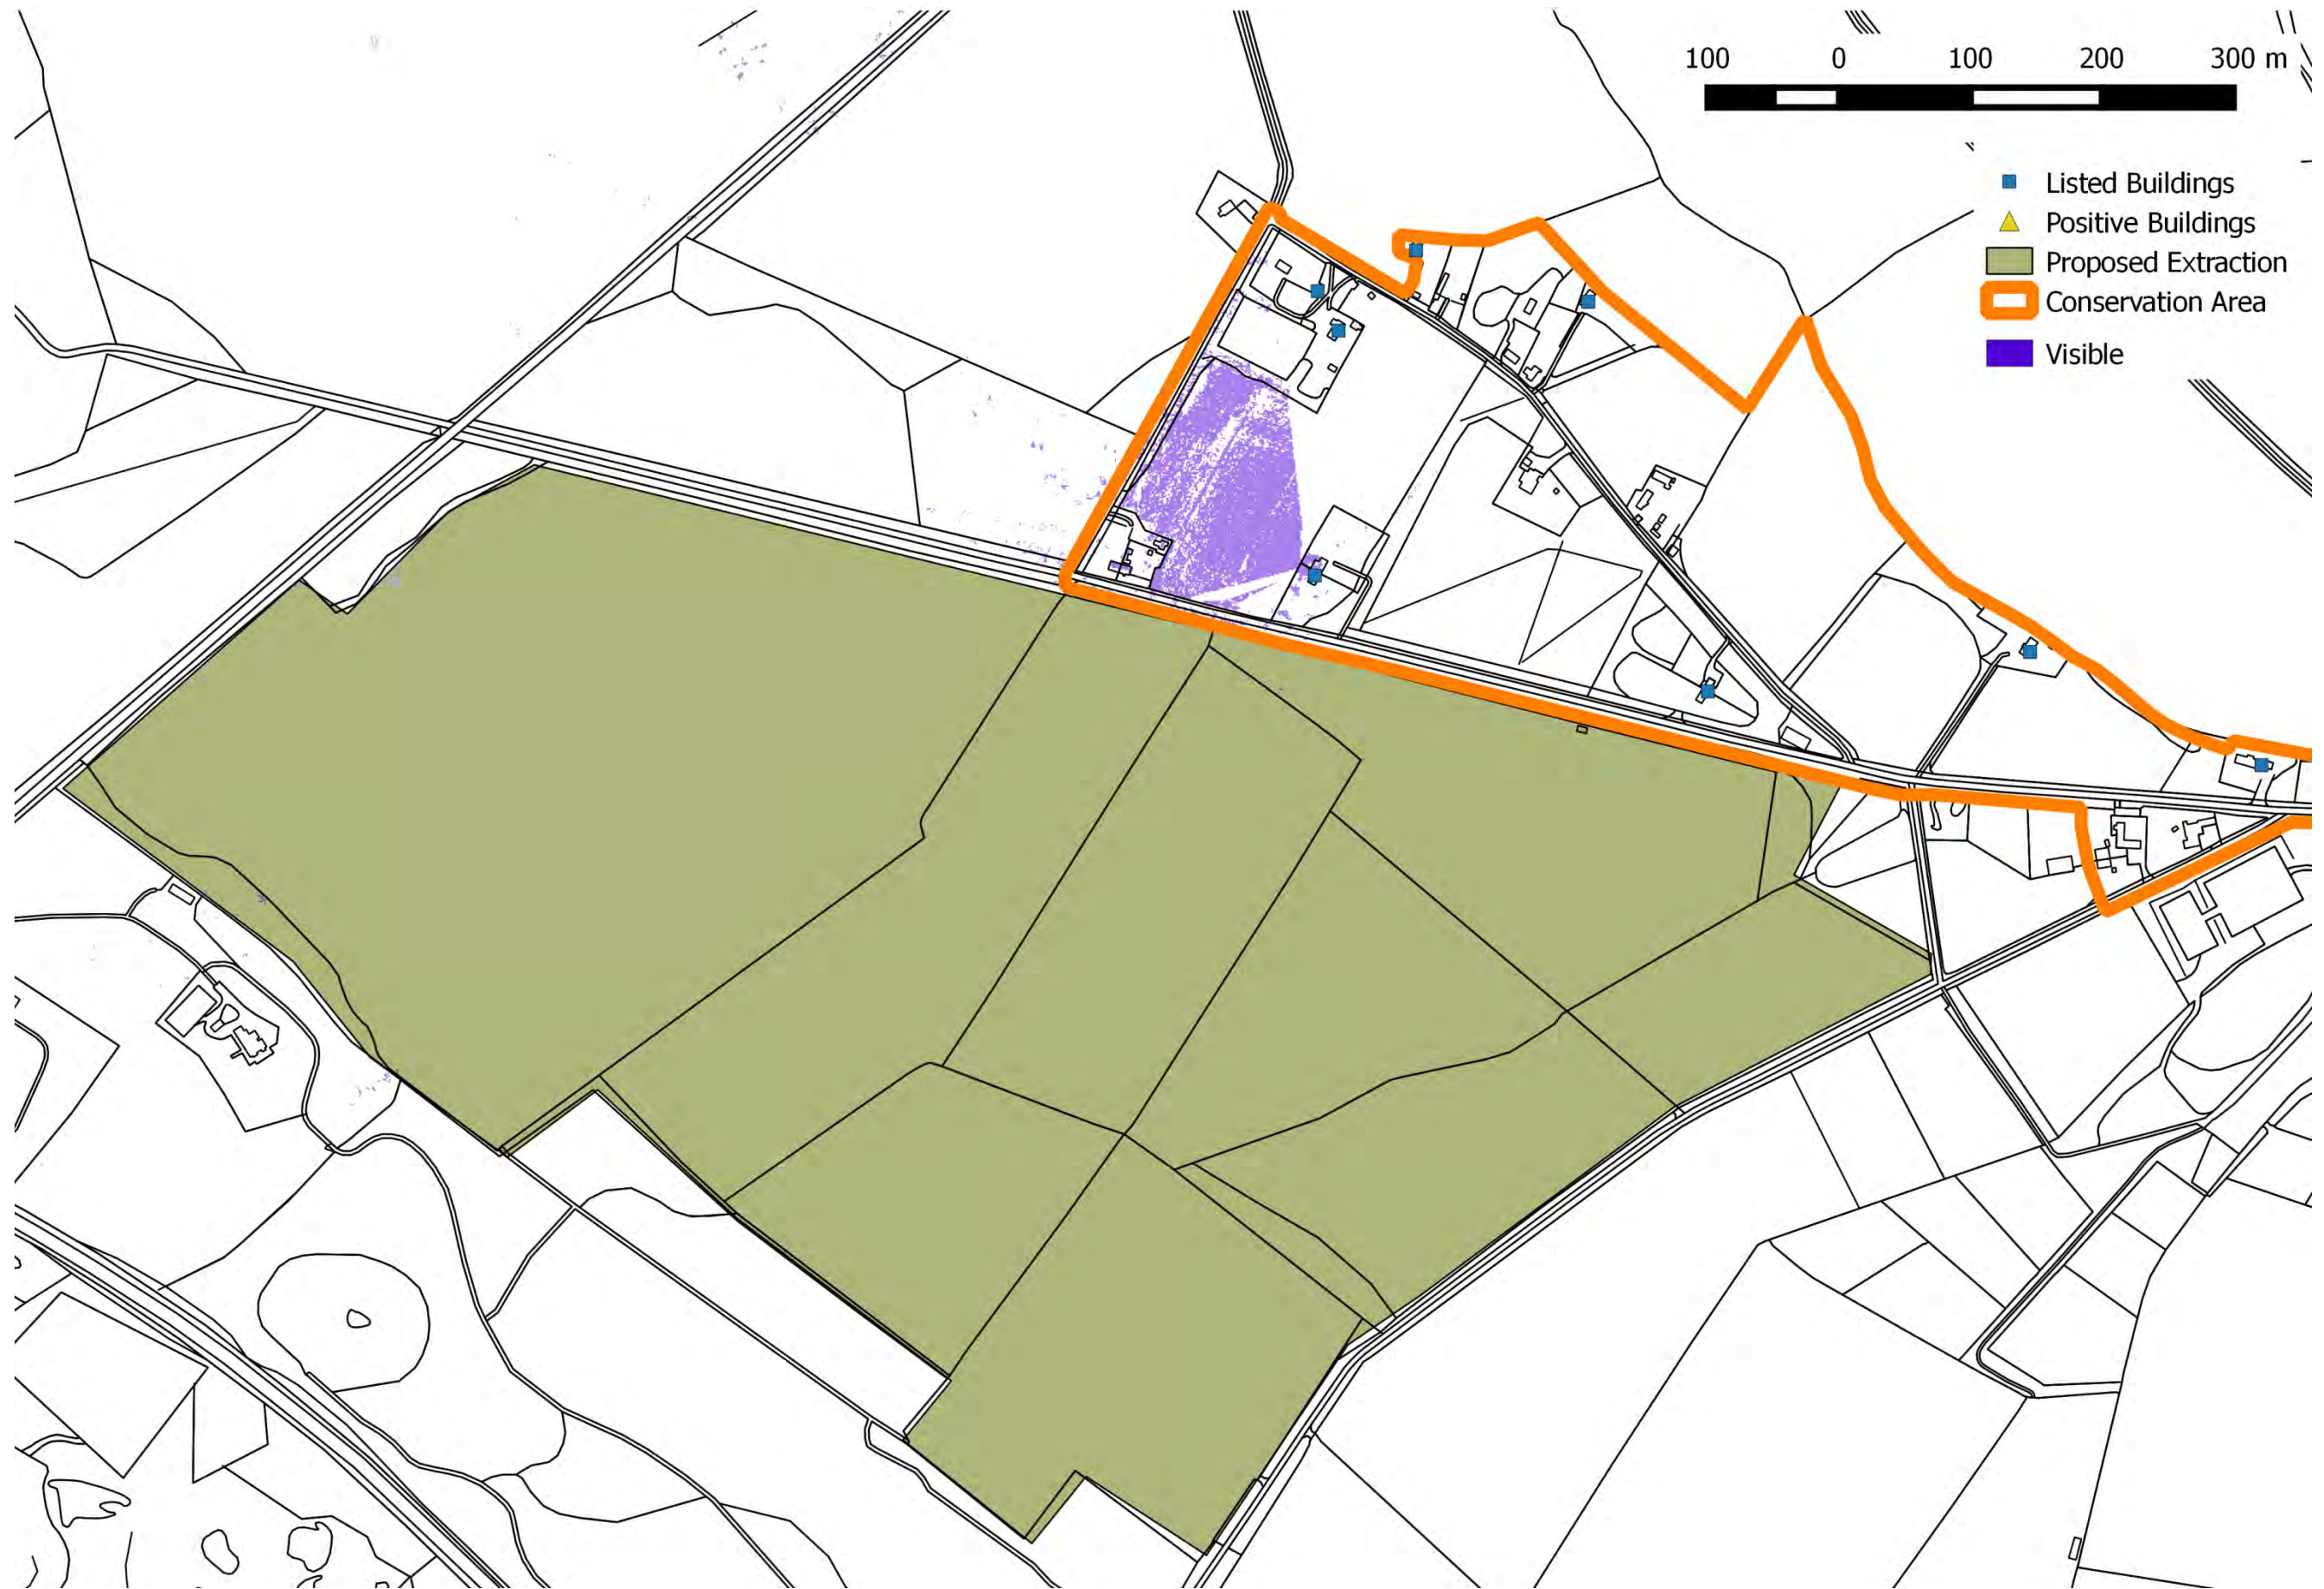 100 0 100 200 300 m
Listed Buildings
Positive Buildings
Proposed Extraction
Conservation Area
Visible